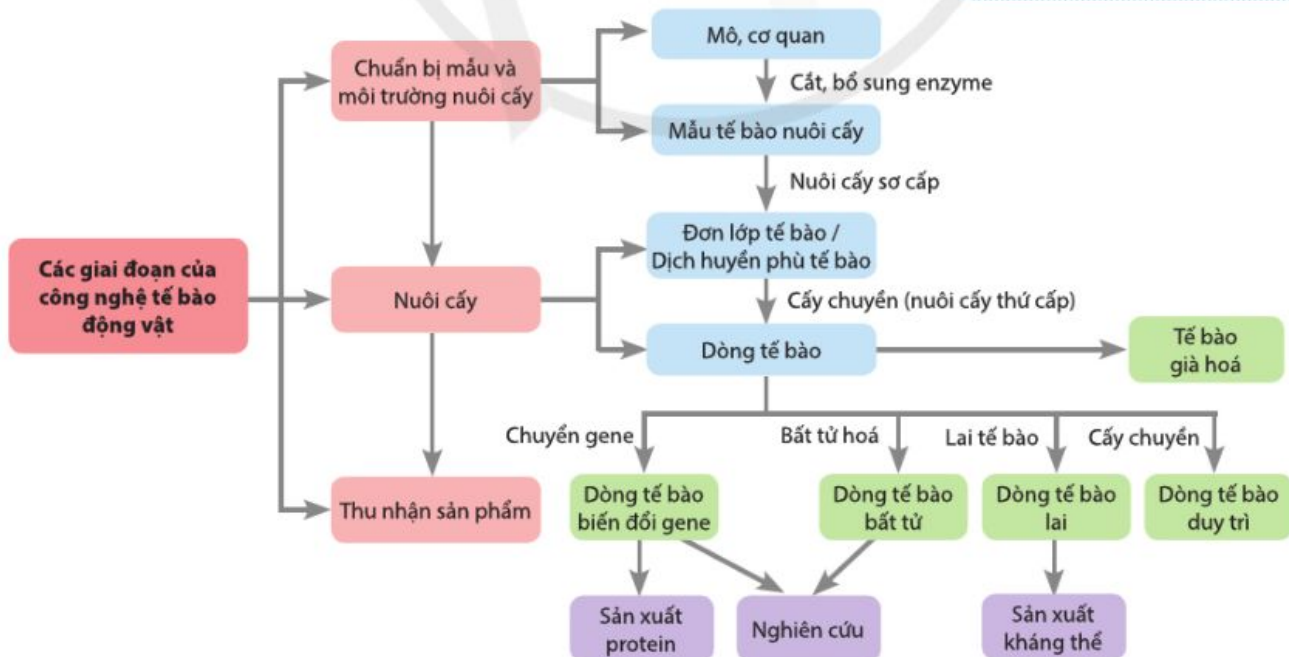 Mô, cơ quan
Chuẩn bị mẫu và
môi trường nuôi cấy
Cắt, bổ sung enzyme
Mẫu tế bào nuôi cấy
Nuôi cấy sơ cấp
Đơn lớp tế bào /
Dịch huyền phù tế bào
Các giai đoạn của
công nghệ tế bào
động vật
Nuôi cấy
Cấy chuyển (nuôi cấy thứ cấp)
Dòng tế bào
Tế bào
già hoá
Chuyển gene
Bất tử hoá
Lai tế bào
Cấy chuyển
Thu nhận sản phẩm
Dòng tế bào
biến đổi gene
Dòng tế bào
bất tử
Dòng tế bào
lai
Dòng tế bào
duy trì
Sản xuất
protein
Nghiên cứu
Sản xuất
kháng thể